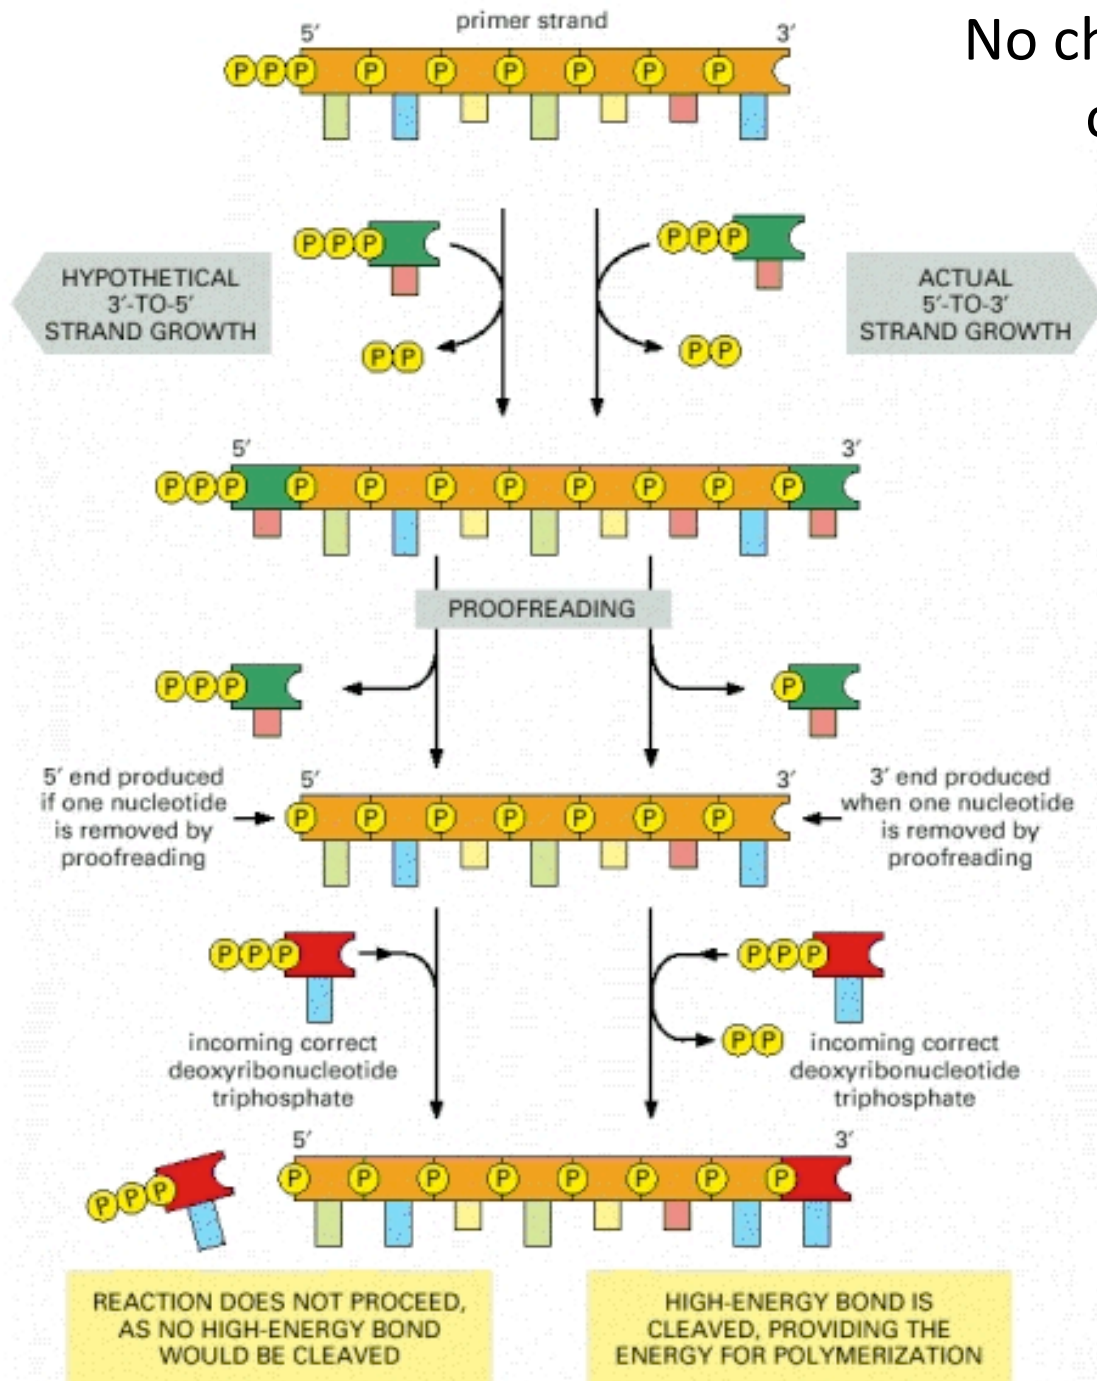 primer strand
No ch
5′ 3′
P P P P P P P P P
HYPOTHETICAL
3′-TO-5′
STRAND GROWTH
P P P
P P
P P P
P P
ACTUAL
5′-TO-3′
STRAND GROWTH
5′ 3′
P P P P P P P P P P P
PROOFREADING
P P P
P
5′ end produced
if one nucleotide
is removed by
proofreading
5′ 3′
P P P P P P P
3′ end produced
when one nucleotide
is removed by
proofreading
P P P
incoming correct
deoxyribonucleotide
triphosphate
P P P
P P
incoming correct
deoxyribonucleotide
triphosphate
5′ 3′
P P P
P P P P P P P P
REACTION DOES NOT PROCEED,
AS NO HIGH-ENERGY BOND
WOULD BE CLEAVED
HIGH-ENERGY BOND IS
CLEAVED, PROVIDING THE
ENERGY FOR POLYMERIZATION